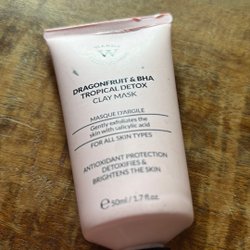 DRAGONFRUIT & BHA
TROPICAL DETOX
CLAY MASK
MASQUE D'ARGILE
Gently exfoliates the
skin with salicylic acid
FOR ALL SKIN TYPES
ANTIOXIDANT PROTECTION
DETOXIFIES &
BRIGHTENS THE SKIN
50ml / 1.7 fl.oz.